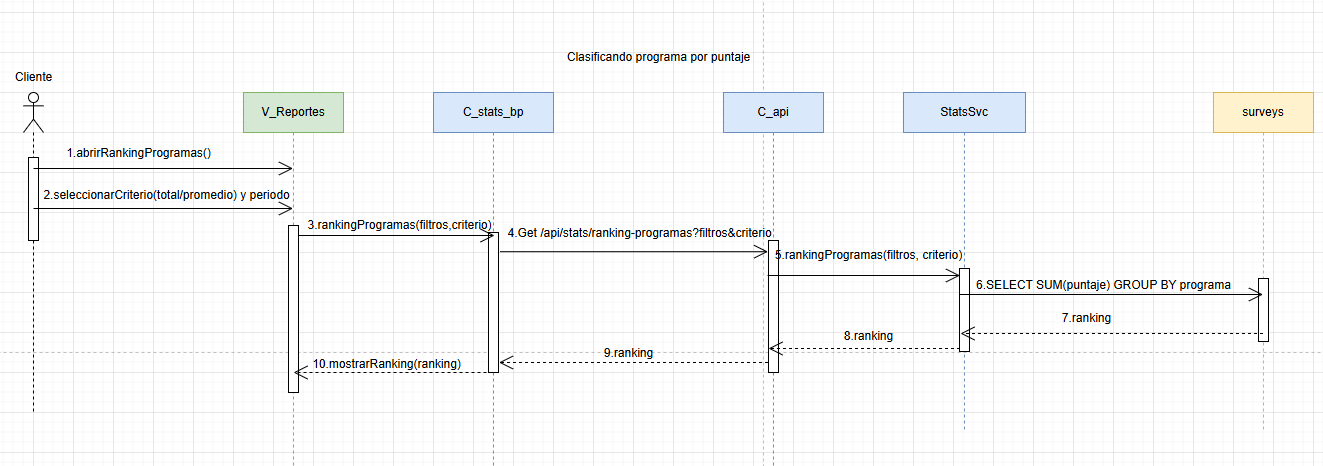 Clasificando programa por puntaje
Cliente
V_Reportes
C_stats_bp
C_api
StatsSvc
surveys
1.abrirRankingProgramas()
2.seleccionarCriterio(total/promedio) y periodo
3.rankingProgramas(filtros,criterio)
4.Get /api/stats/ranking-programas?filtros&criterio
5.rankingProgramas(filtros, criterio)
6.SELECT SUM(puntaje) GROUP BY programa
7.ranking
8.ranking
9.ranking
10.mostrarRanking(ranking)